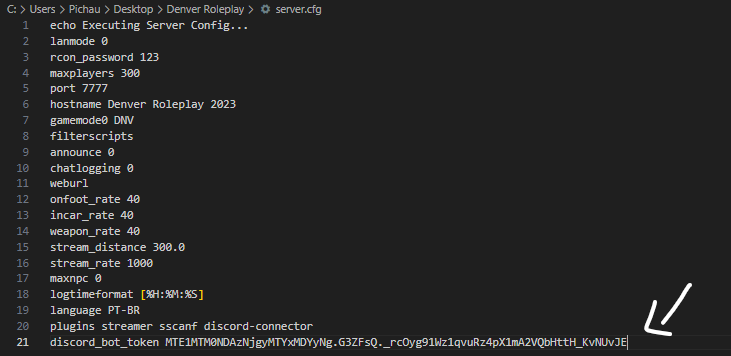 C: > Users > Pichau > Desktop > Denver Roleplay > server.cfg
1 echo Executing Server Config...
2 lanmode 0
3 rcon_password 123
4 maxplayers 300
5 port 7777
6 hostname Denver Roleplay 2023
7 gamemode0 DNV
8 filterscripts
9 announce 0
10 chatlogging 0
11 weburl
12 onfoot_rate 40
13 incar_rate 40
14 weapon_rate 40
15 stream_distance 300.0
16 stream_rate 1000
17 maxnpc 0
18 logtimeformat [%H:%M:%S]
19 language PT-BR
20 plugins streamer sscanf discord-connector
21 discord_bot_token MTE1MTM0NDAzNjgyMTYxMDYyNg.G3ZFsQ._rcOyg91Wz1qvuRz4pX1mA2VQbHttH_KvNUvJE